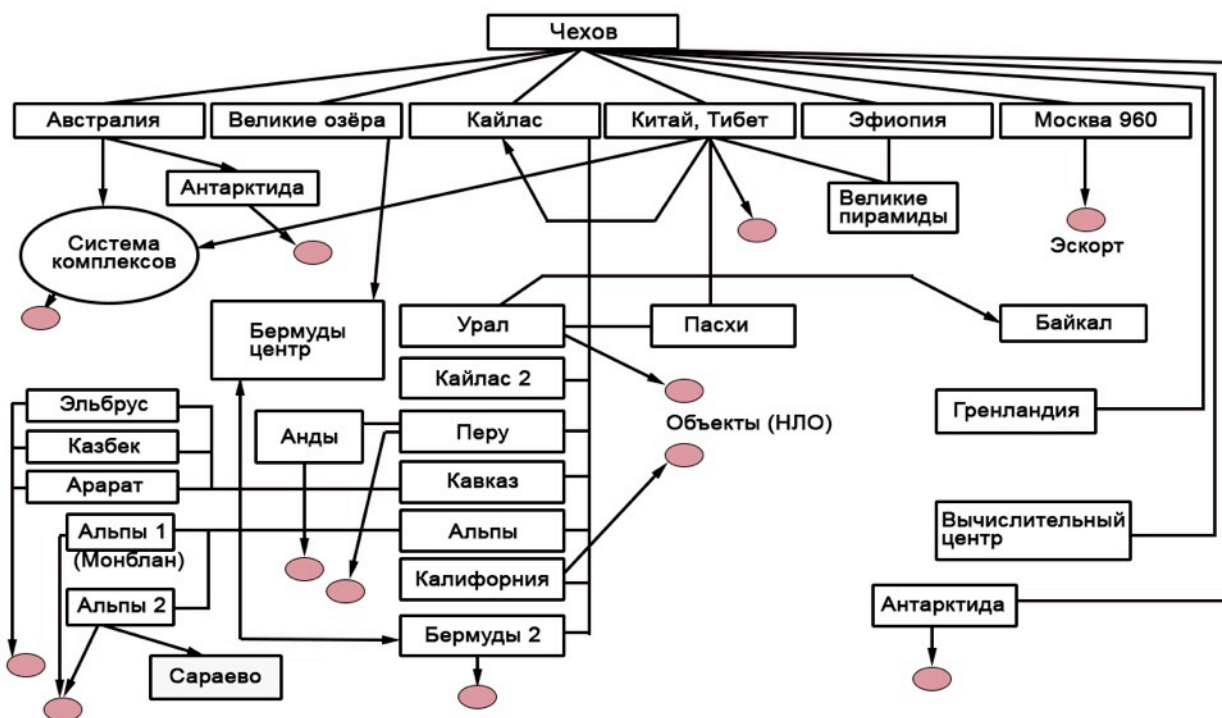 Чехов
Австралия
Великие озёра
Кайлас
Китай, Тибет
Эфиопия
Москва 960
Антарктида
Великие
пирамиды
Система
комплексов
Эскорт
Бермуды
центр
Урал
Пасхи
Байкал
Кайлас 2
Эльбрус
Гренландия
Анды
Перу
Объекты (НЛО)
Казбек
Кавказ
Арарат
Альпы 1
(Монблан)
Альпы
Вычислительный
центр
Калифорния
Альпы 2
Антарктида
Бермуды 2
Сараево